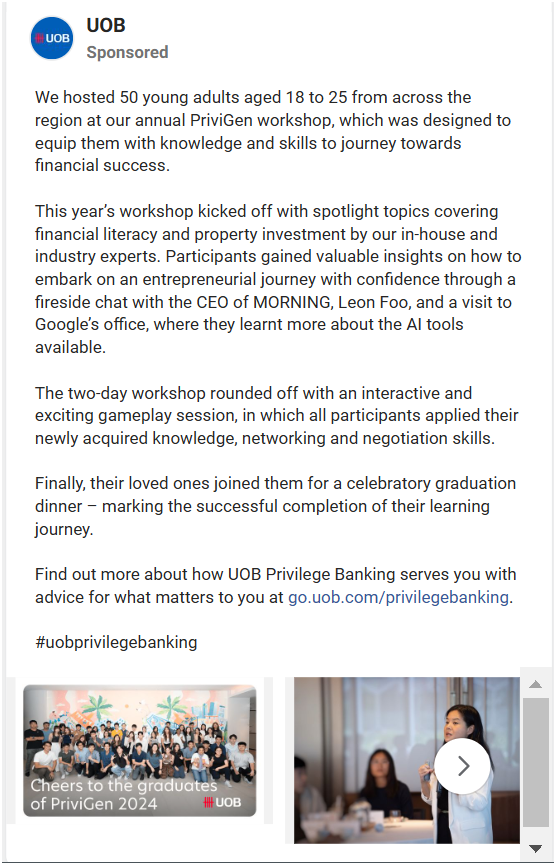 UOB
UOB
Sponsored
We hosted 50 young adults aged 18 to 25 from across the
region at our annual PriviGen workshop, which was designed to
equip them with knowledge and skills to journey towards
financial success.
This year’s workshop kicked off with spotlight topics covering
financial literacy and property investment by our in-house and
industry experts. Participants gained valuable insights on how to
embark on an entrepreneurial journey with confidence through a
fireside chat with the CEO of MORNING, Leon Foo, and a visit to
Google’s office, where they learnt more about the AI tools
available.
The two-day workshop rounded off with an interactive and
exciting gameplay session, in which all participants applied their
newly acquired knowledge, networking and negotiation skills.
Finally, their loved ones joined them for a celebratory graduation
dinner – marking the successful completion of their learning
journey.
Find out more about how UOB Privilege Banking serves you with
advice for what matters to you at go.uob.com/privilegebanking.
#uobprivilegebanking
Cheers to the graduates
of PriviGen 2024
UOB